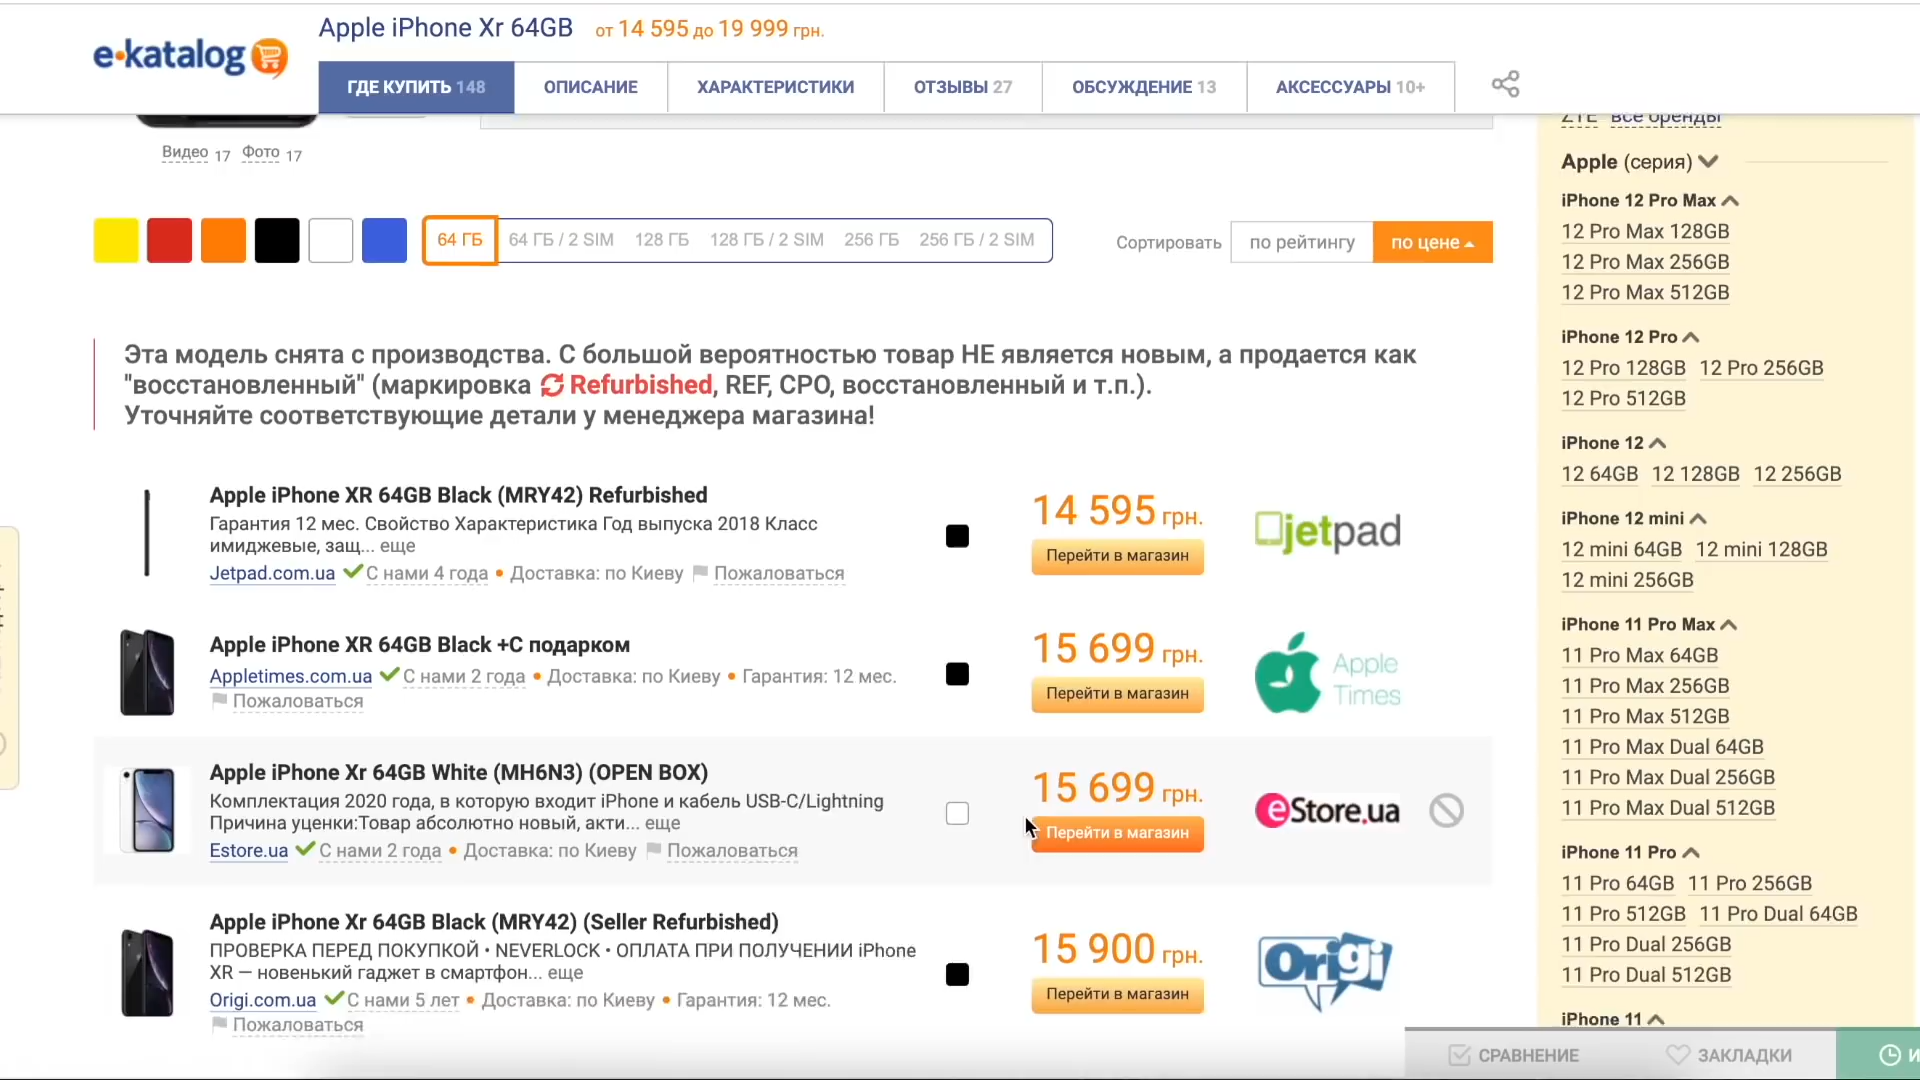 Apple iPhone Xr 64GB от 14 595 до 19 999 грн.
e-katalog
ГДЕ КУПИТЬ 148
ОПИСАНИЕ
ХАРАКТЕРИСТИКИ
ОТЗЫВЫ 27
ОБСУЖДЕНИЕ 13
АКСЕССУАРЫ 10+
Видео 17 Фото 17
64 ГБ
64 ГБ / 2 SIM
128 ГБ
128 ГБ / 2 SIM
256 ГБ
256 ГБ / 2 SIM
Сортировать
по рейтингу
по цене
Эта модель снята с производства. С большой вероятностью товар НЕ является новым, а продается как
"восстановленный" (маркировка Refurbished, REF, CPO, восстановленный и т.п.).
Уточняйте соответствующие детали у менеджера магазина!
Apple iPhone XR 64GB Black (MRY42) Refurbished
Гарантия 12 мес. Свойство Характеристика Год выпуска 2018 Класс
имиджевые, защ... еще
Jetpad.com.ua С нами 4 года • Доставка: по Киеву Пожаловаться
14 595 грн.
Перейти в магазин
jetpad
Apple iPhone XR 64GB Black +С подарком
Appletimes.com.ua С нами 2 года • Доставка: по Киеву • Гарантия: 12 мес.
Пожаловаться
15 699 грн.
Перейти в магазин
Apple
Times
Apple iPhone Xr 64GB White (MH6N3) (OPEN BOX)
Комплектация 2020 года, в которую входит iPhone и кабель USB-C/Lightning
Причина уценки:Товар абсолютно новый, акти... еще
Estore.ua С нами 2 года • Доставка: по Киеву Пожаловаться
15 699 грн.
Перейти в магазин
eStore.ua
Apple iPhone Xr 64GB Black (MRY42) (Seller Refurbished)
ПРОВЕРКА ПЕРЕД ПОКУПКОЙ • NEVERLOCK • ОПЛАТА ПРИ ПОЛУЧЕНИИ iPhone
XR — новенький гаджет в смартфон... еще
Origi.com.ua С нами 5 лет • Доставка: по Киеву • Гарантия: 12 мес.
Пожаловаться
15 900 грн.
Перейти в магазин
Origi
ZTE все бренды
Apple (серия)
iPhone 12 Pro Max
12 Pro Max 128GB
12 Pro Max 256GB
12 Pro Max 512GB
iPhone 12 Pro
12 Pro 128GB 12 Pro 256GB
12 Pro 512GB
iPhone 12
12 64GB 12 128GB 12 256GB
iPhone 12 mini
12 mini 64GB 12 mini 128GB
12 mini 256GB
iPhone 11 Pro Max
11 Pro Max 64GB
11 Pro Max 256GB
11 Pro Max 512GB
11 Pro Max Dual 64GB
11 Pro Max Dual 256GB
11 Pro Max Dual 512GB
iPhone 11 Pro
11 Pro 64GB 11 Pro 256GB
11 Pro 512GB 11 Pro Dual 64GB
11 Pro Dual 256GB
11 Pro Dual 512GB
iPhone 11
СРАВНЕНИЕ
ЗАКЛАДКИ